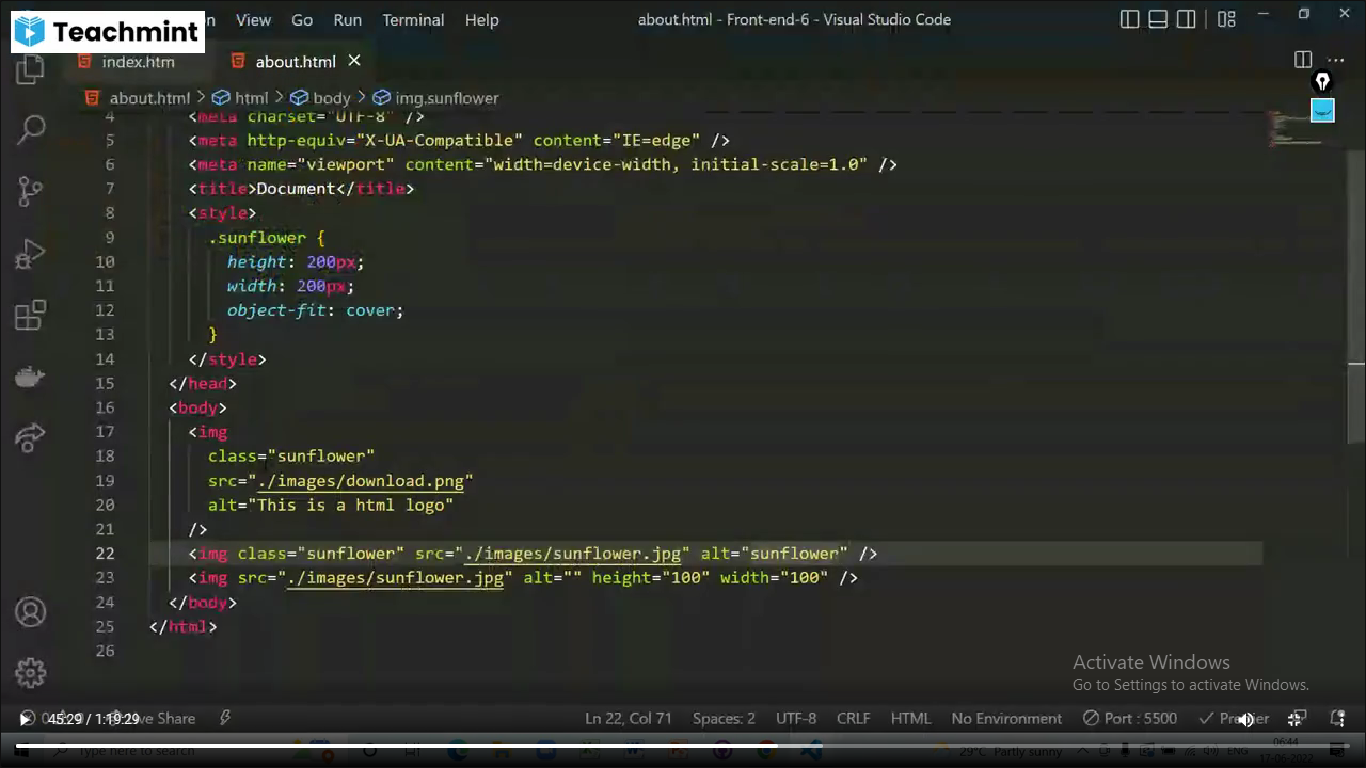 Teachmint
View Go Run Terminal Help
about.html - Front-end-6 - Visual Studio Code
index.htm
about.html
about.html > html > body > img.sunflower
4 <meta charset="UTF-8" />
5 <meta http-equiv="X-UA-Compatible" content="IE=edge" />
6 <meta name="viewport" content="width=device-width, initial-scale=1.0" />
7 <title>Document</title>
8 <style>
9 .sunflower {
10 height: 200px;
11 width: 200px;
12 object-fit: cover;
13 }
14 </style>
15 </head>
16 <body>
17 <img
18 class="sunflower"
19 src="./images/download.png"
20 alt="This is a html logo"
21 />
22 <img class="sunflower" src="./images/sunflower.jpg" alt="sunflower" />
23 <img src="./images/sunflower.jpg" alt="" height="100" width="100" />
24 </body>
25 </html>
26
Activate Windows
Go to Settings to activate Windows.
45:29 / 1:19:29
Share
Ln 22, Col 71
Spaces: 2
UTF-8
CRLF
HTML
No Environment
Port : 5500
Type here to search
29°C Partly sunny
ENG
06:44
17-06-2022